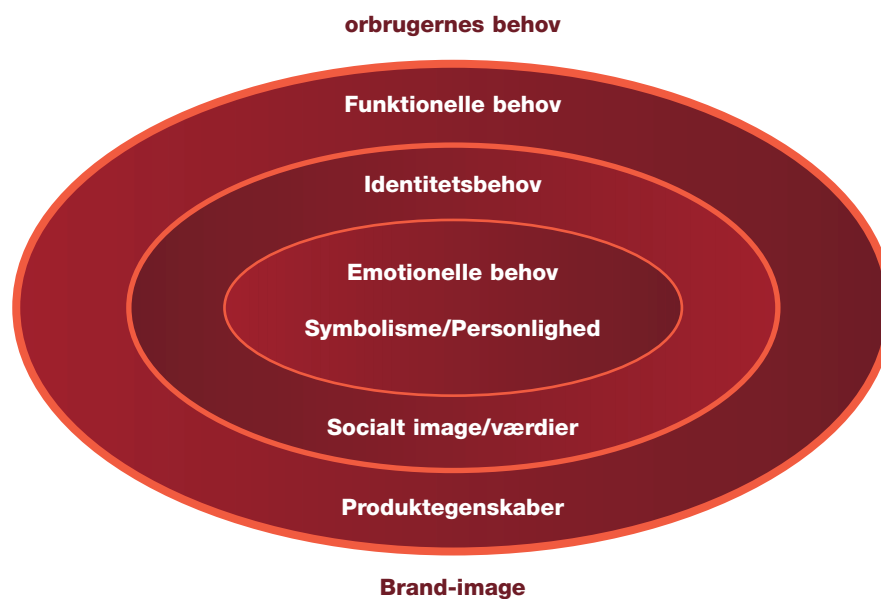 orbrugernes behov
Funktionelle behov
Identitetsbehov
Emotionelle behov
Symbolisme/Personlighed
Socialt image/værdier
Produktegenskaber
Brand-image